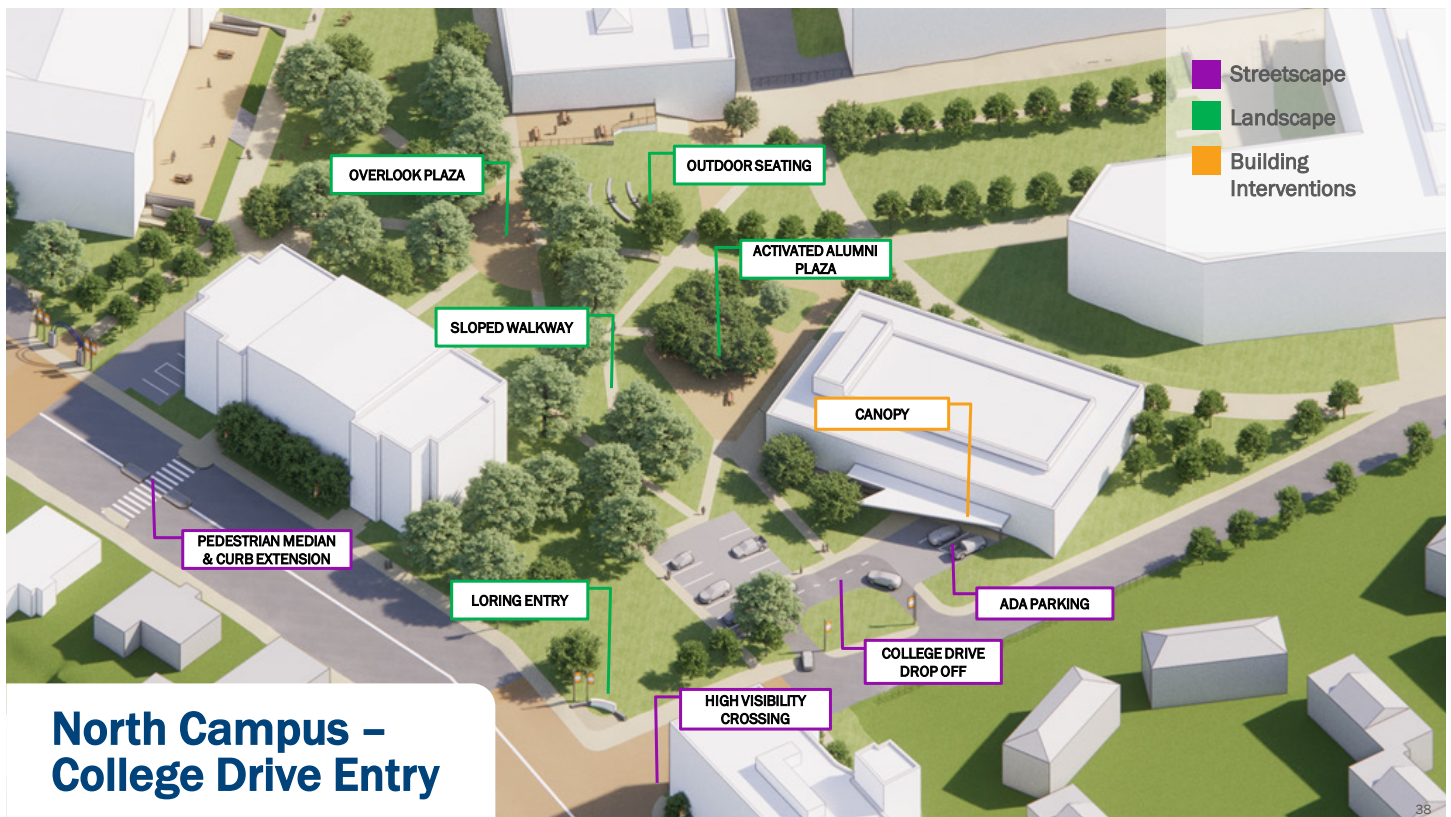 Streetscape
Landscape
Building
Interventions
OVERLOOK PLAZA
OUTDOOR SEATING
ACTIVATED ALUMNI
PLAZA
SLOPED WALKWAY
CANOPY
PEDESTRIAN MEDIAN
& CURB EXTENSION
LORING ENTRY
ADA PARKING
COLLEGE DRIVE
DROP OFF
HIGH VISIBILITY
CROSSING
North Campus –
College Drive Entry
38